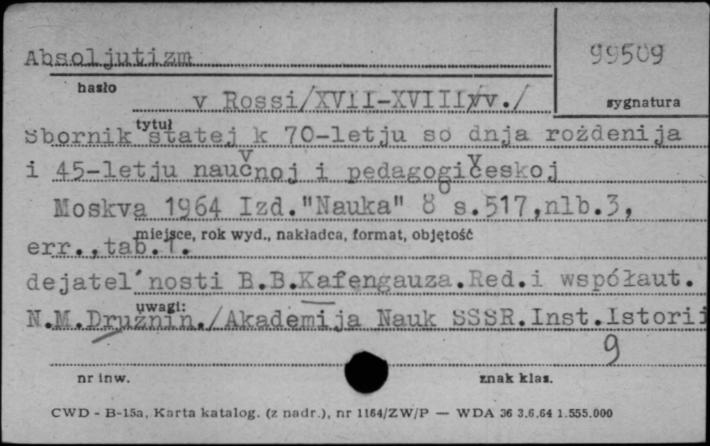 Absoljutizm 99509
hasło
v Rossi/XVII-XVIIIvv./ sygnatura
tytuł
Sbornik statej k 70-letju so dnja rożdenija
i 45-letju naučnoj i pedagogičeskoj
Moskva 1964 Izd."Nauka" 8° s.517,nlb.3,
miejsce, rok wyd., nakładca, format, objętość
err.,tab.1.
dejatel'nosti B.B.Kafengauza.Red.i współaut.
uwagi:
N.M.Družnin./Akademija Nauk SSSR.Inst.Istorii
9
nr inw. znak klas.
CWD - B-15a, Karta katalog. (z nadr.), nr 1164/ZW/P — WDA 36 3.6.64 1.555.000